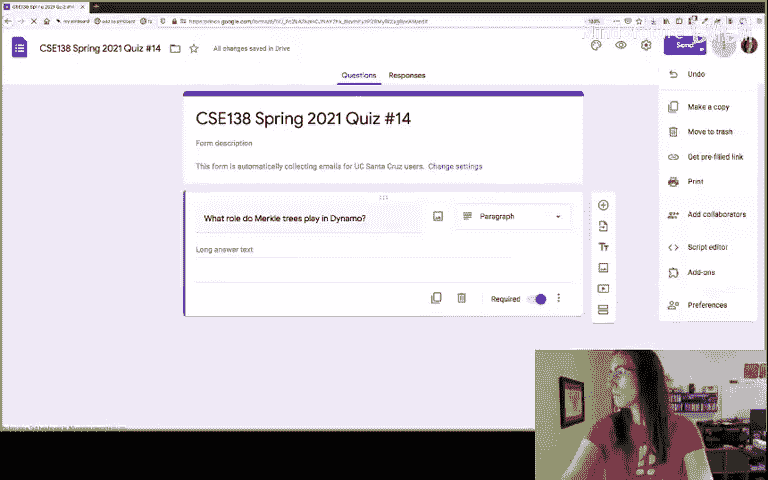 CSE138 Spring 2021 Quiz #14
All changes saved in Drive
Send
Questions
Responses
Undo
Make a copy
Move to trash
Get pre-filled link
Print
Add collaborators
Script editor
Add-ons
Preferences
CSE138 Spring 2021 Quiz #14
Form description
This form is automatically collecting emails for UC Santa Cruz users. Change settings
What role do Merkle trees play in Dynamo?
Paragraph
Long answer text
Required